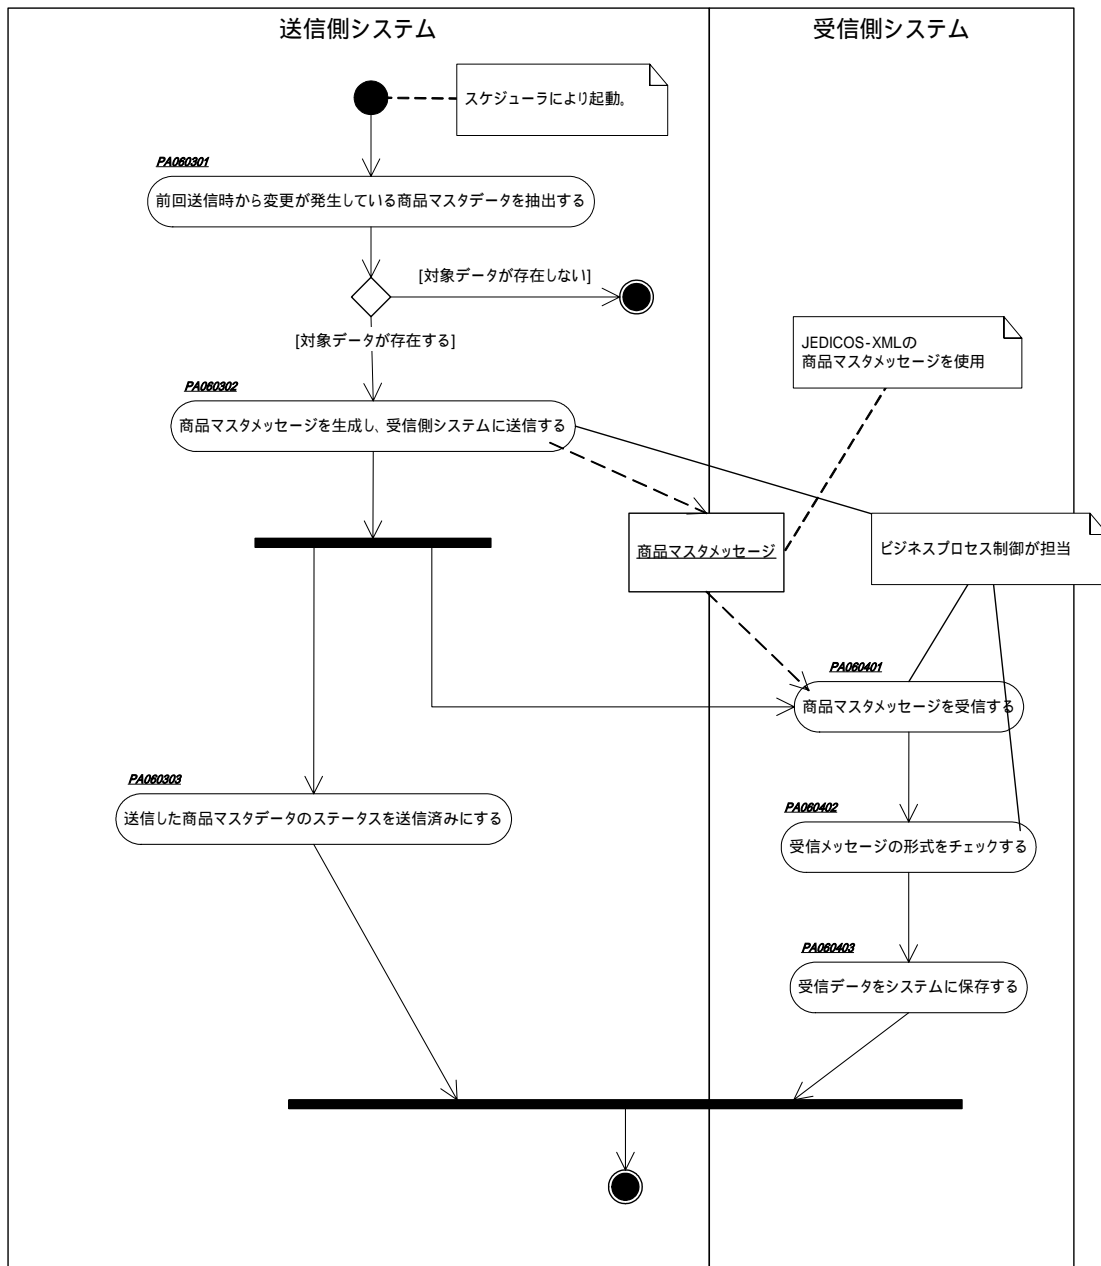 送信側システム
受信側システム
スケジューラにより起動。
PA060301
前回送信時から変更が発生している商品マスタデータを抽出する
[対象データが存在しない]
[対象データが存在する]
JEDICOS-XMLの
商品マスタメッセージを使用
PA060302
商品マスタメッセージを生成し、受信側システムに送信する
商品マスタメッセージ
ビジネスプロセス制御が担当
PA060401
商品マスタメッセージを受信する
PA060303
送信した商品マスタデータのステータスを送信済みにする
PA060402
受信メッセージの形式をチェックする
PA060403
受信データをシステムに保存する